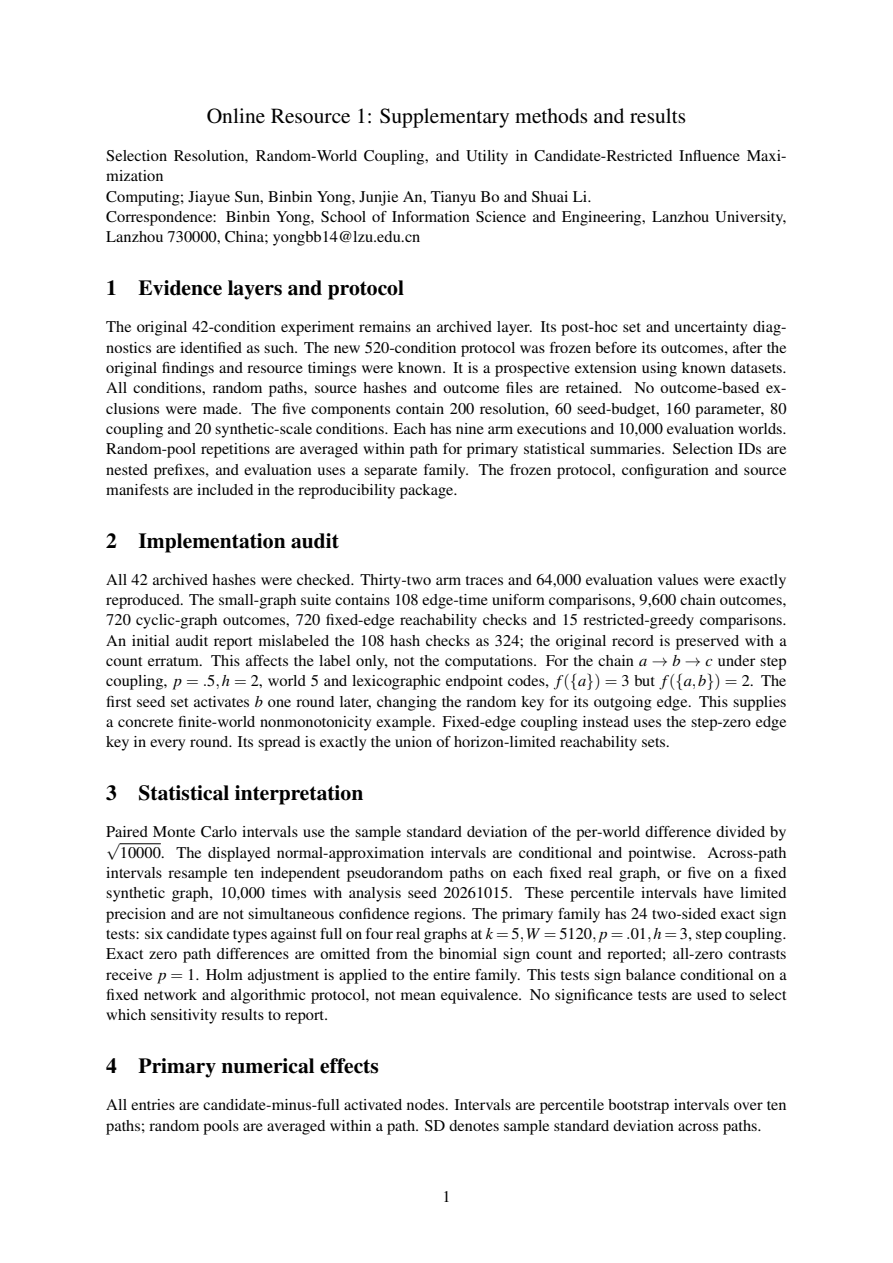 Online Resource 1: Supplementary methods and results
Selection Resolution, Random-World Coupling, and Utility in Candidate-Restricted Influence Maxi-
mization
Computing; Jiayue Sun, Binbin Yong, Junjie An, Tianyu Bo and Shuai Li.
Correspondence: Binbin Yong, School of Information Science and Engineering, Lanzhou University,
Lanzhou 730000, China; yongbb14@lzu.edu.cn
1 Evidence layers and protocol
The original 42-condition experiment remains an archived layer. Its post-hoc set and uncertainty diag-
nostics are identified as such. The new 520-condition protocol was frozen before its outcomes, after the
original findings and resource timings were known. It is a prospective extension using known datasets.
All conditions, random paths, source hashes and outcome files are retained. No outcome-based ex-
clusions were made. The five components contain 200 resolution, 60 seed-budget, 160 parameter, 80
coupling and 20 synthetic-scale conditions. Each has nine arm executions and 10,000 evaluation worlds.
Random-pool repetitions are averaged within path for primary statistical summaries. Selection IDs are
nested prefixes, and evaluation uses a separate family. The frozen protocol, configuration and source
manifests are included in the reproducibility package.
2 Implementation audit
All 42 archived hashes were checked. Thirty-two arm traces and 64,000 evaluation values were exactly
reproduced. The small-graph suite contains 108 edge-time uniform comparisons, 9,600 chain outcomes,
720 cyclic-graph outcomes, 720 fixed-edge reachability checks and 15 restricted-greedy comparisons.
An initial audit report mislabeled the 108 hash checks as 324; the original record is preserved with a
count erratum. This affects the label only, not the computations. For the chain a → b → c under step
coupling, p = .5, h = 2, world 5 and lexicographic endpoint codes, f({a}) = 3 but f({a,b}) = 2. The
first seed set activates b one round later, changing the random key for its outgoing edge. This supplies
a concrete finite-world nonmonotonicity example. Fixed-edge coupling instead uses the step-zero edge
key in every round. Its spread is exactly the union of horizon-limited reachability sets.
3 Statistical interpretation
Paired Monte Carlo intervals use the sample standard deviation of the per-world difference divided by
√10000. The displayed normal-approximation intervals are conditional and pointwise. Across-path
intervals resample ten independent pseudorandom paths on each fixed real graph, or five on a fixed
synthetic graph, 10,000 times with analysis seed 20261015. These percentile intervals have limited
precision and are not simultaneous confidence regions. The primary family has 24 two-sided exact sign
tests: six candidate types against full on four real graphs at k = 5, W = 5120, p = .01, h = 3, step coupling.
Exact zero path differences are omitted from the binomial sign count and reported; all-zero contrasts
receive p = 1. Holm adjustment is applied to the entire family. This tests sign balance conditional on a
fixed network and algorithmic protocol, not mean equivalence. No significance tests are used to select
which sensitivity results to report.
4 Primary numerical effects
All entries are candidate-minus-full activated nodes. Intervals are percentile bootstrap intervals over ten
paths; random pools are averaged within a path. SD denotes sample standard deviation across paths.
1